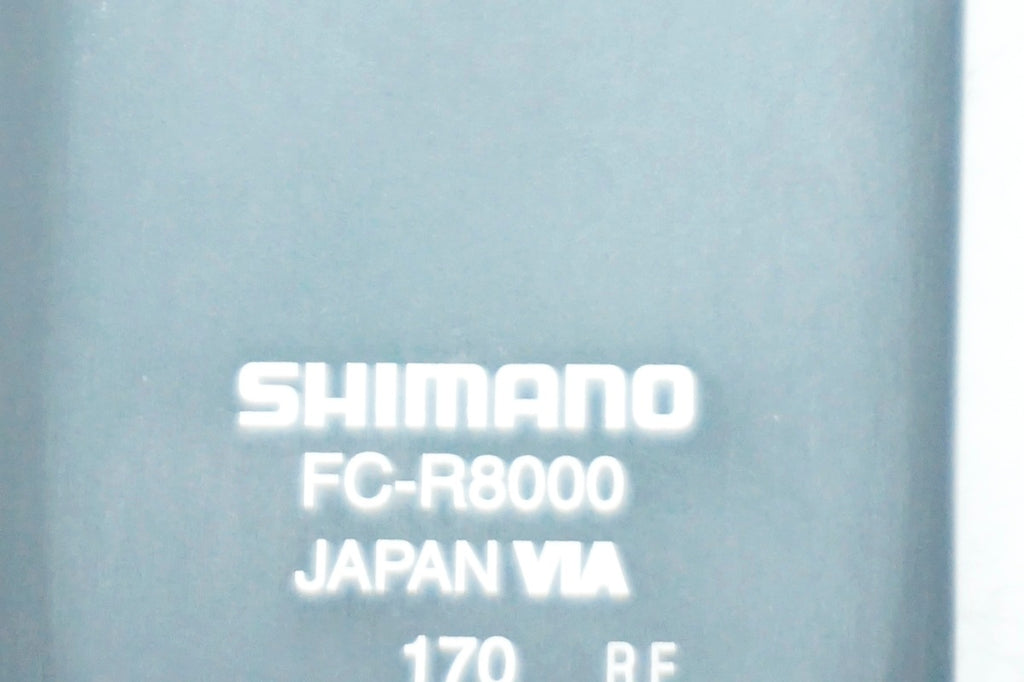 SHIMANO
FC-R8000
JAPAN VIA
170